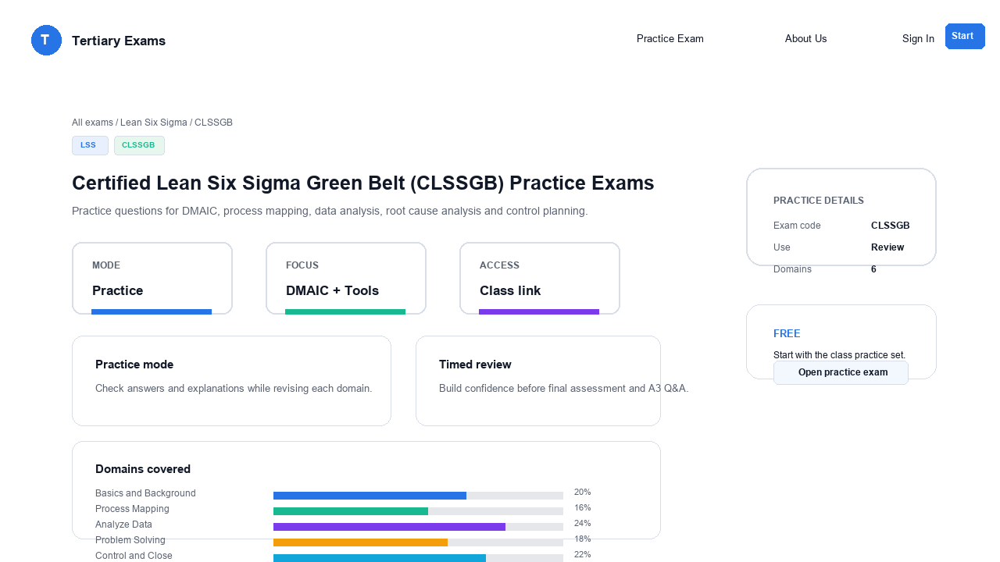 T
Tertiary Exams
Practice Exam
About Us
Sign In
Start
All exams / Lean Six Sigma / CLSSGB
LSS
CLSSGB
Certified Lean Six Sigma Green Belt (CLSSGB) Practice Exams
Practice questions for DMAIC, process mapping, data analysis, root cause analysis and control planning.
MODE
Practice
FOCUS
DMAIC + Tools
ACCESS
Class link
PRACTICE DETAILS
Exam code CLSSGB
Use Review
Domains 6
FREE
Start with the class practice set.
Open practice exam
Practice mode
Check answers and explanations while revising each domain.
Timed review
Build confidence before final assessment and A3 Q&A.
Domains covered
Basics and Background 20%
Process Mapping 16%
Analyze Data 24%
Problem Solving 18%
Control and Close 22%